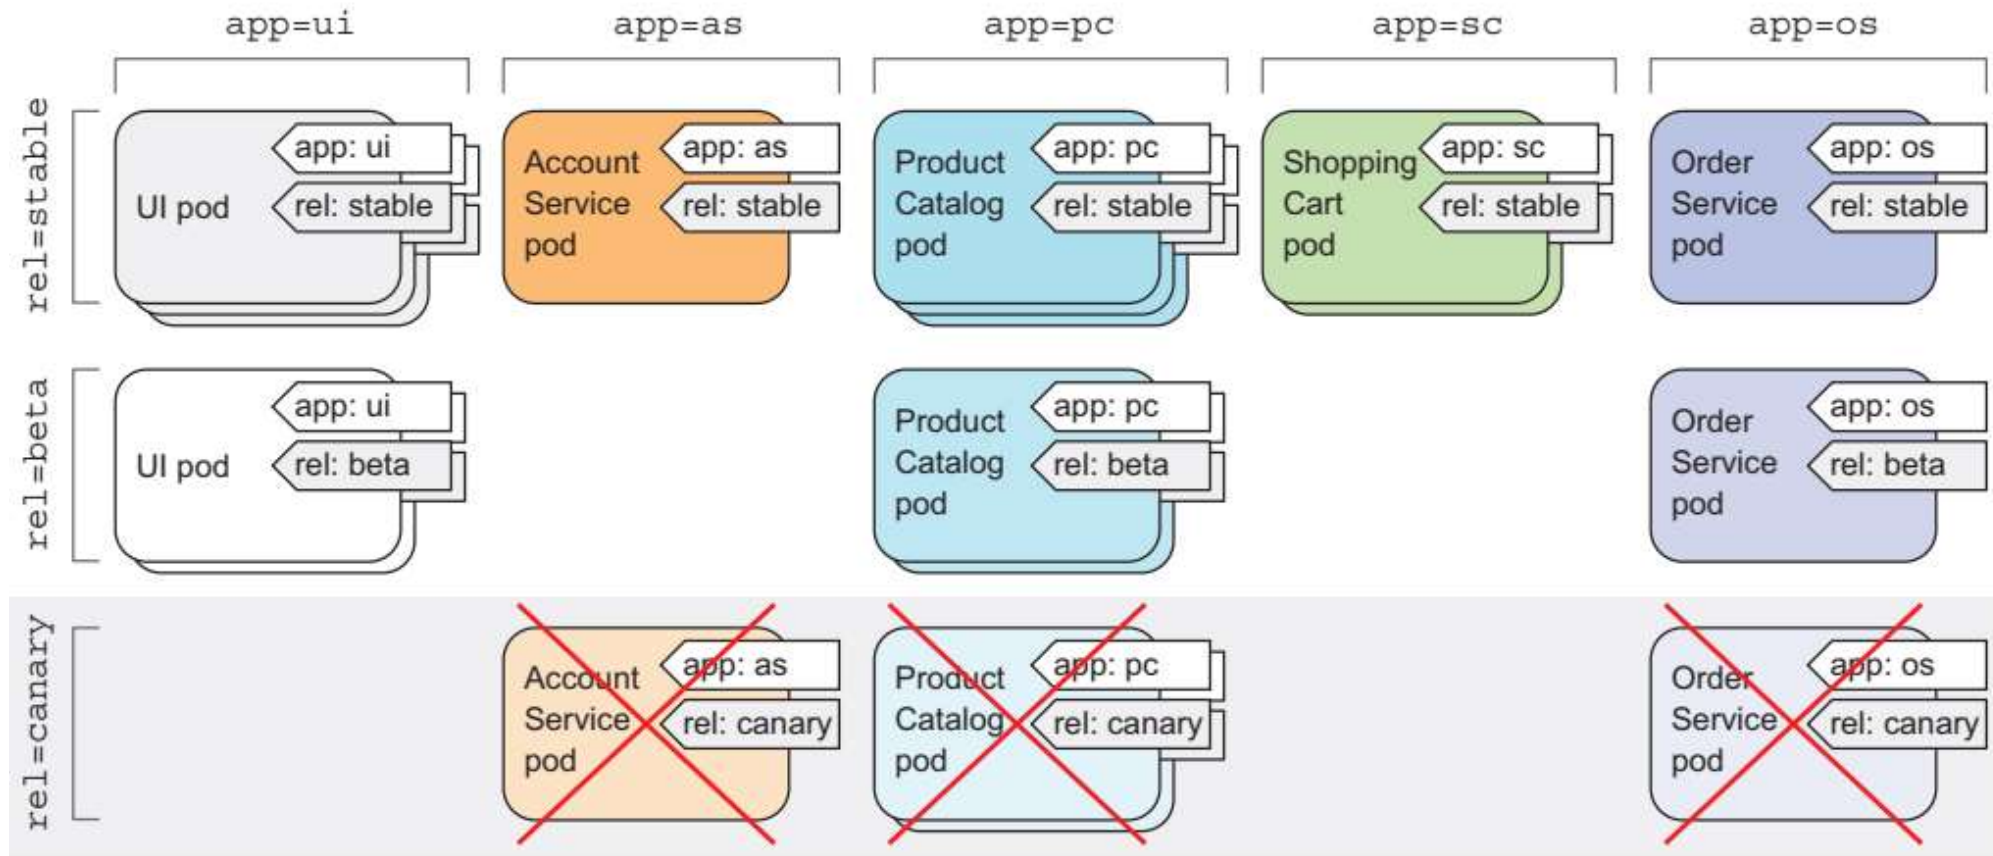 app=ui
app=as
app=pc
app=sc
app=os
rel=stable
UI pod
app: ui
rel: stable
Account
Service
pod
app: as
rel: stable
Product
Catalog
pod
app: pc
rel: stable
Shopping
Cart
pod
app: sc
rel: stable
Order
Service
pod
app: os
rel: stable
rel=beta
UI pod
app: ui
rel: beta
Product
Catalog
pod
app: pc
rel: beta
Order
Service
pod
app: os
rel: beta
rel=canary
Account
Service
pod
app: as
rel: canary
Product
Catalog
pod
app: pc
rel: canary
Order
Service
pod
app: os
rel: canary